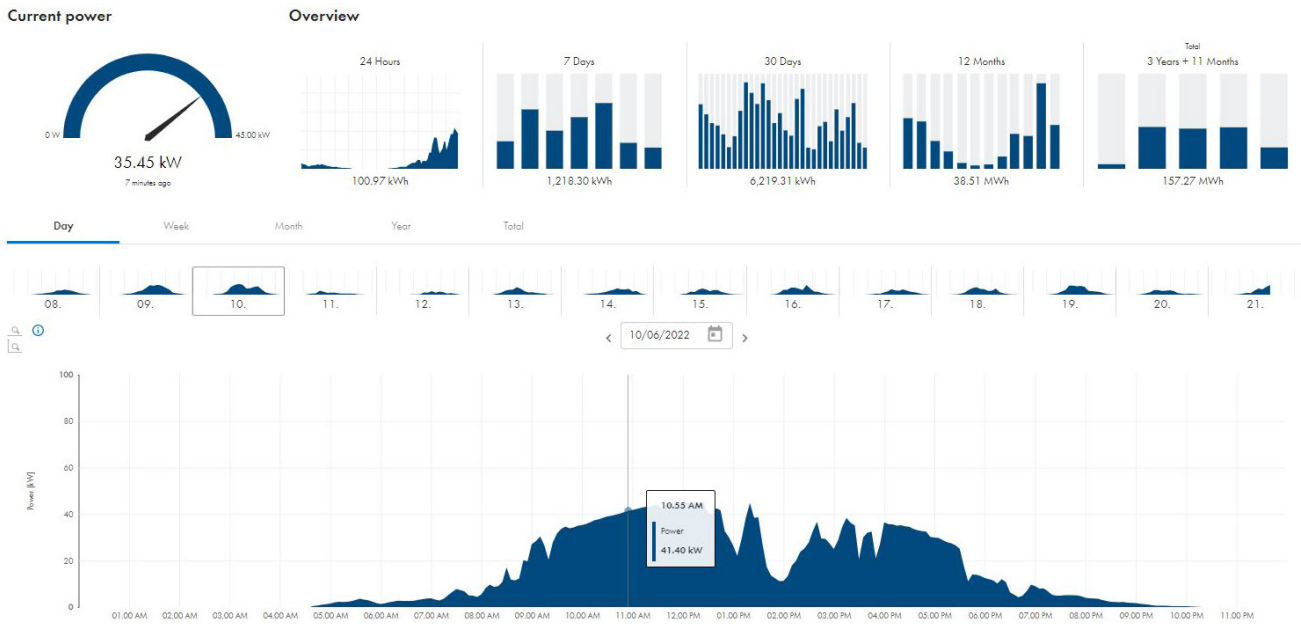 Current power
Overview
0 W
45.00 kW
35.45 kW
7 minutes ago
24 Hours
100.97 kWh
7 Days
1,218.30 kWh
30 Days
6,219.31 kWh
12 Months
38.51 MWh
Total
3 Years + 11 Months
157.27 MWh
Day Week Month Year Total
08. 09. 10. 11. 12. 13. 14. 15. 16. 17. 18. 19. 20. 21.
10/06/2022
Power [kW]
100
80
60
40
20
0
10.55 AM
Power
41.40 kW
01:00 AM 02:00 AM 03:00 AM 04:00 AM 05:00 AM 06:00 AM 07:00 AM 08:00 AM 09:00 AM 10:00 AM 11:00 AM 12:00 PM 01:00 PM 02:00 PM 03:00 PM 04:00 PM 05:00 PM 06:00 PM 07:00 PM 08:00 PM 09:00 PM 10:00 PM 11:00 PM